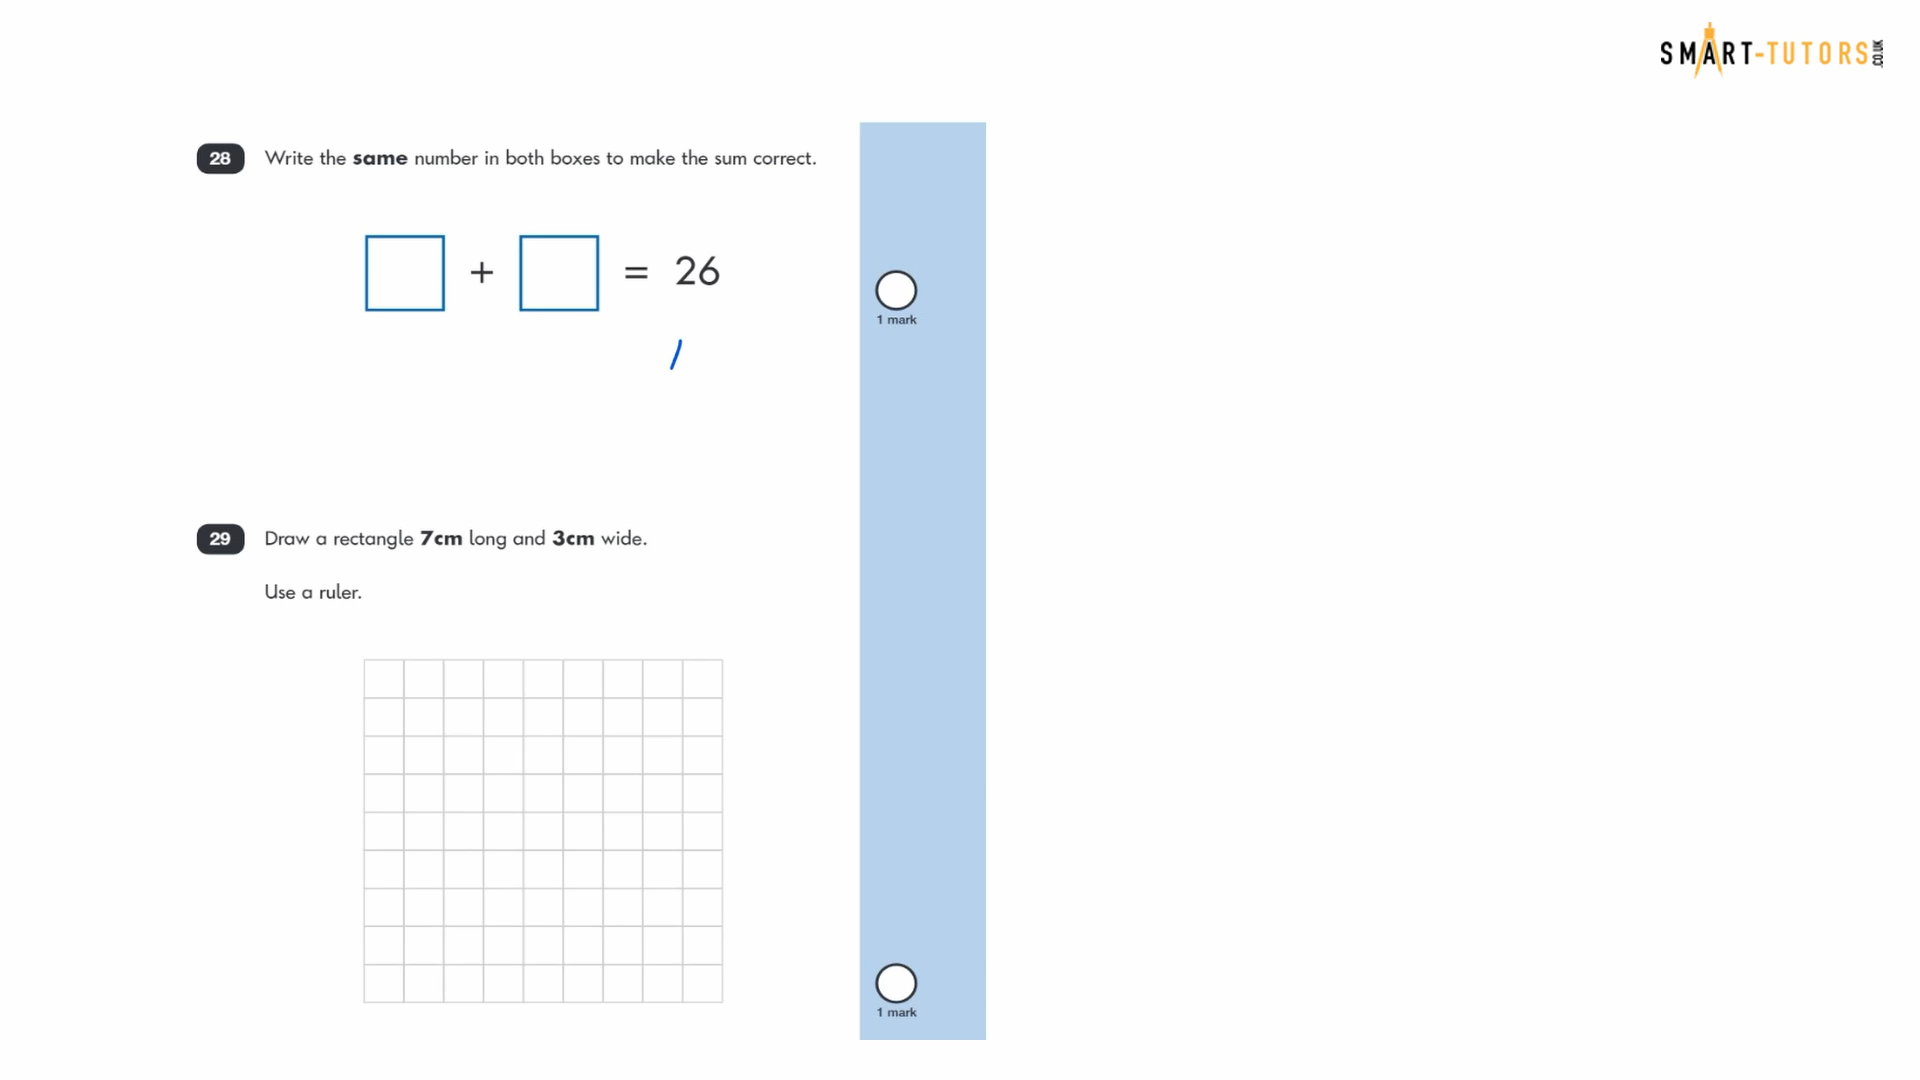 SMART-TUTORS.CO.UK
28 Write the same number in both boxes to make the sum correct.
+ = 26
1 mark
29 Draw a rectangle 7cm long and 3cm wide.
Use a ruler.
1 mark